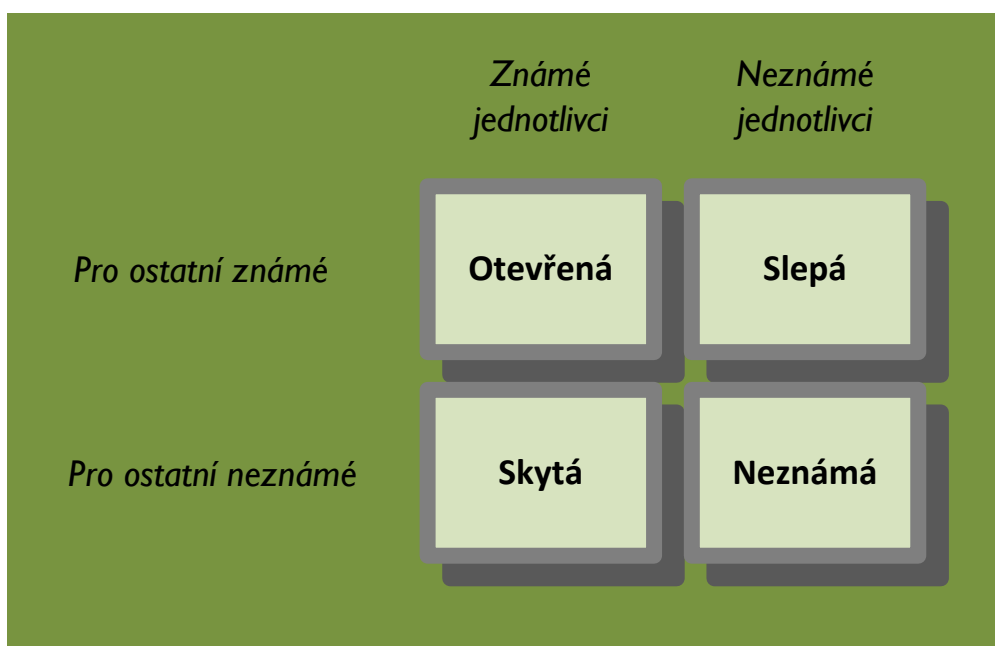 Známé
jednotlivci
Neznámé
jednotlivci
Pro ostatní známé
Otevřená
Slepá
Pro ostatní neznámé
Skytá
Neznámá